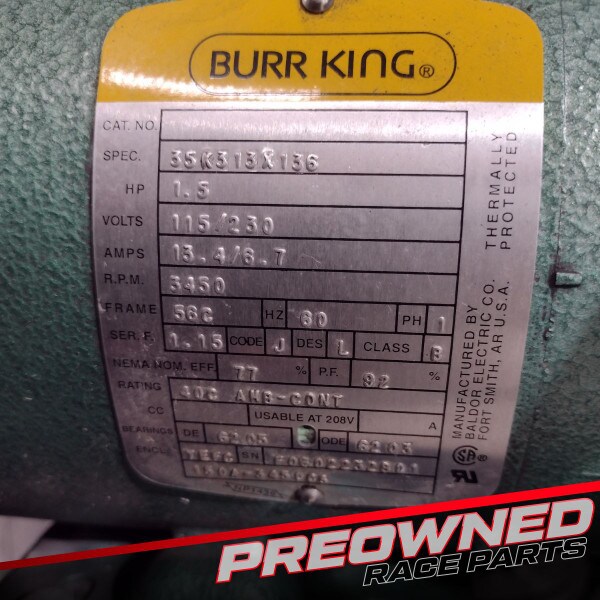 BURR KING®
CAT. NO.
SPEC. 35K313X136
HP 1.5
VOLTS 115/230
AMPS 13.4/6.7
R.P.M. 3450
FRAME 56C HZ 60 PH 1
SER. F. 1.15 CODE J DES L CLASS B
NEMA NOM. EFF. 77 % P.F. 92 %
RATING 40C AMB-CONT
CC USABLE AT 208V A
BEARINGS DE 6205 ODE 6203
ENCL. SN
THERMALLY
PROTECTED
MANUFACTURED BY
BALDOR ELECTRIC CO.
FORT SMITH, AR U.S.A.
PREOWNED
RACE PARTS